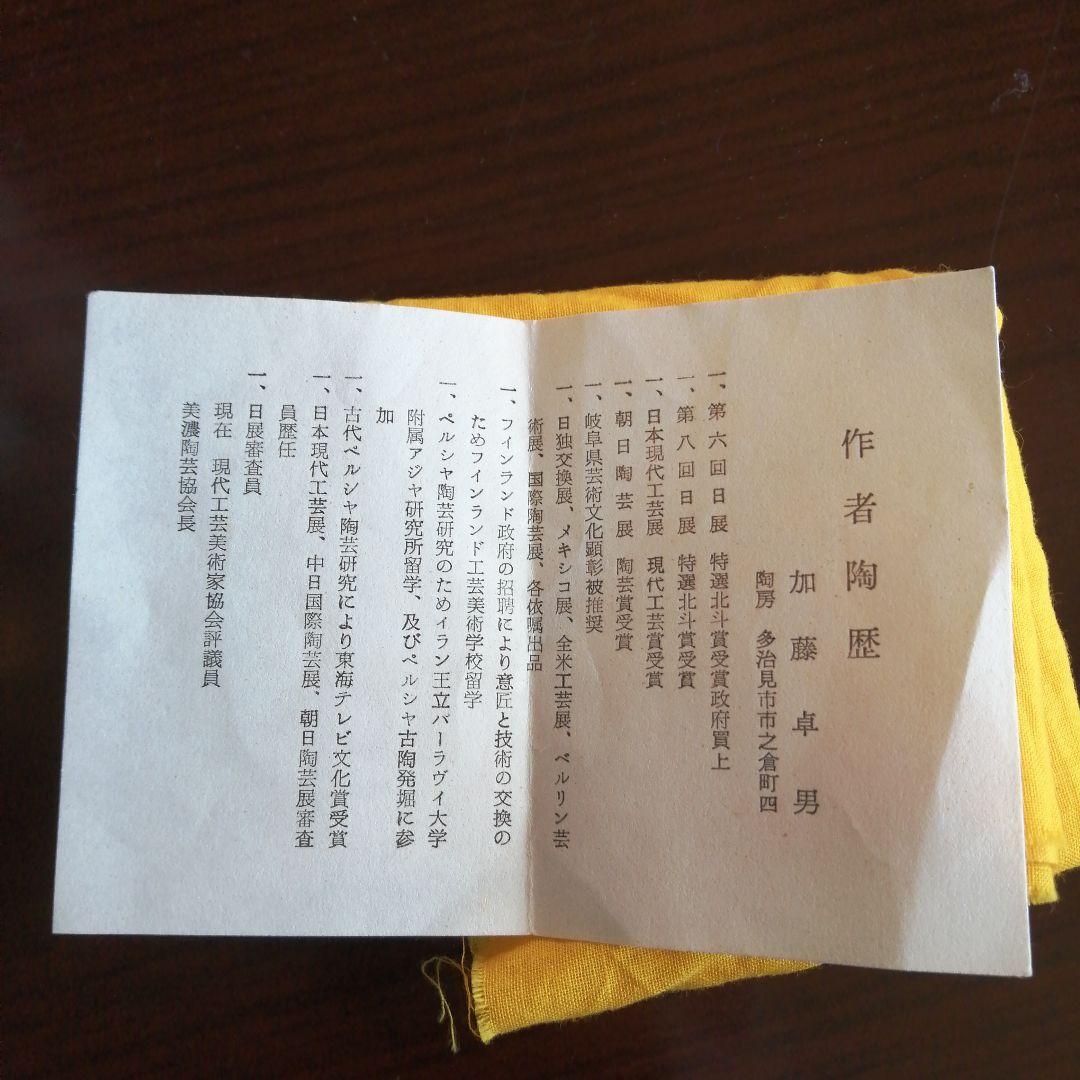 作者陶歴
加藤卓男
陶房 多治見市市之倉町四
一、第六回日展 特選北斗賞受賞政府買上
一、第八回日展 特選北斗賞受賞
一、日本現代工芸展 現代工芸賞受賞
一、朝日陶芸展 陶芸賞受賞
一、岐阜県芸術文化顕彰被推奨
一、日独交換展、メキシコ展、全米工芸展、ベルリン芸
術展、国際陶芸展、各依嘱出品
一、フィンランド政府の招聘により意匠と技術の交換の
ためフインランド工芸美術学校留学
一、ペルシャ陶芸研究のためイラン王立パーラヴイ大学
附属アジヤ研究所留学、及びペルシャ古陶発堀に参
加
一、古代ペルシャ陶芸研究により東海テレビ文化賞受賞
一、日本現代工芸展、中日国際陶芸展、朝日陶芸展審査
員歴任
一、日展審査員
現在 現代工芸美術家協会評議員
美濃陶芸協会長